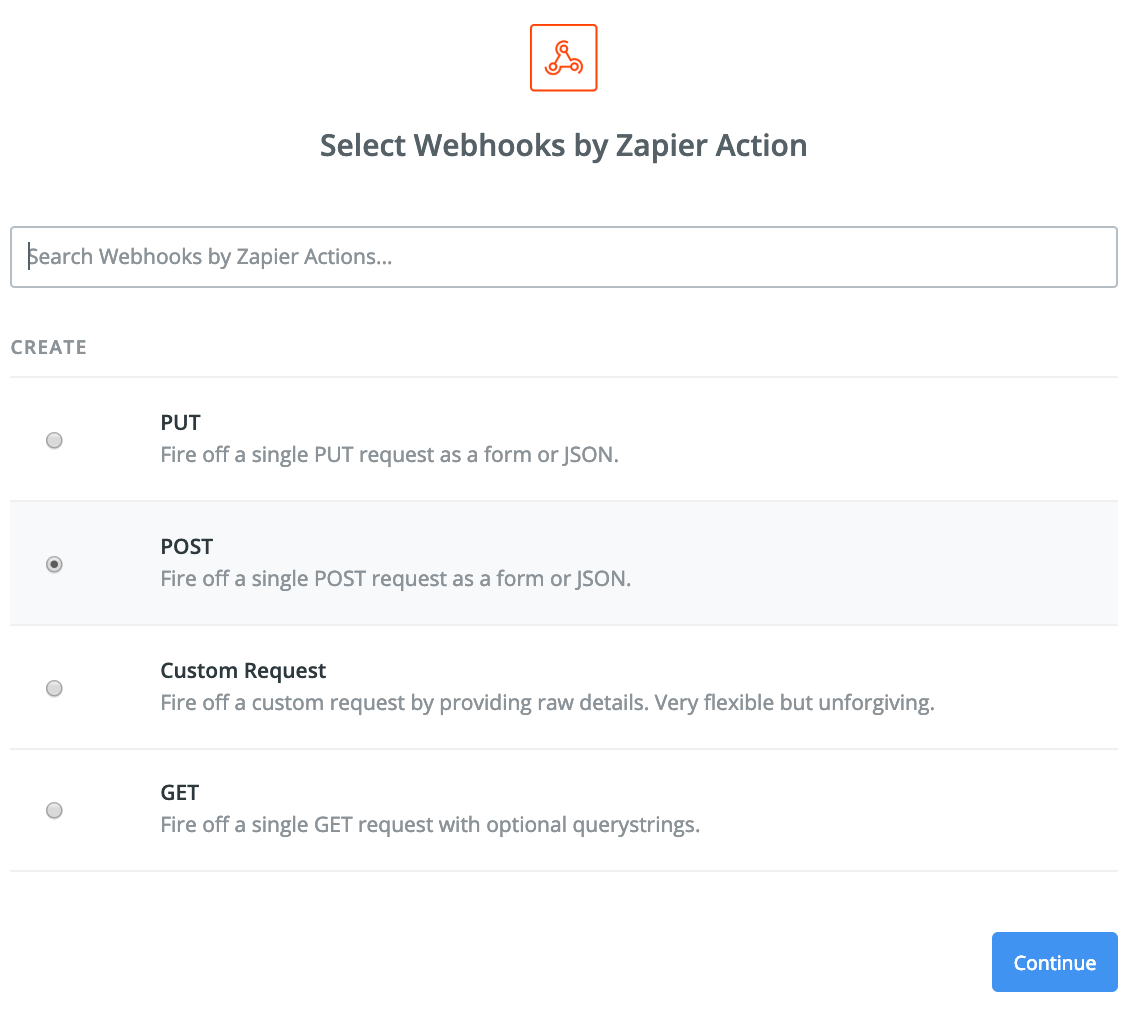 Select Webhooks by Zapier Action
Search Webhooks by Zapier Actions...
CREATE
PUT
Fire off a single PUT request as a form or JSON.
POST
Fire off a single POST request as a form or JSON.
Custom Request
Fire off a custom request by providing raw details. Very flexible but unforgiving.
GET
Fire off a single GET request with optional querystrings.
Continue